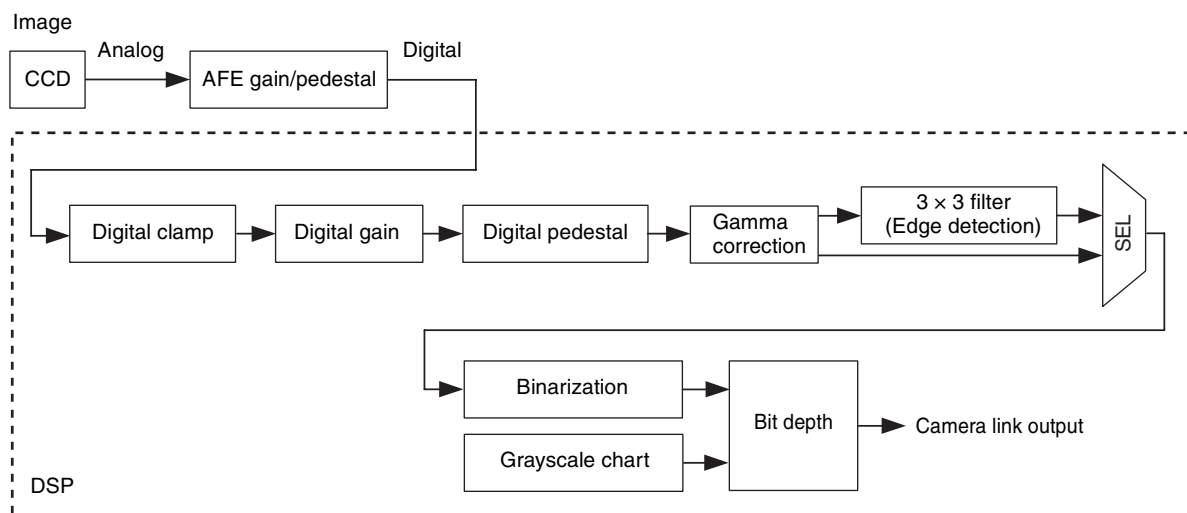 Image
Analog
Digital
CCD
AFE gain/pedestal
Digital clamp
Digital gain
Digital pedestal
Gamma
correction
3 × 3 filter
(Edge detection)
SEL
Binarization
Grayscale chart
Bit depth
Camera link output
DSP